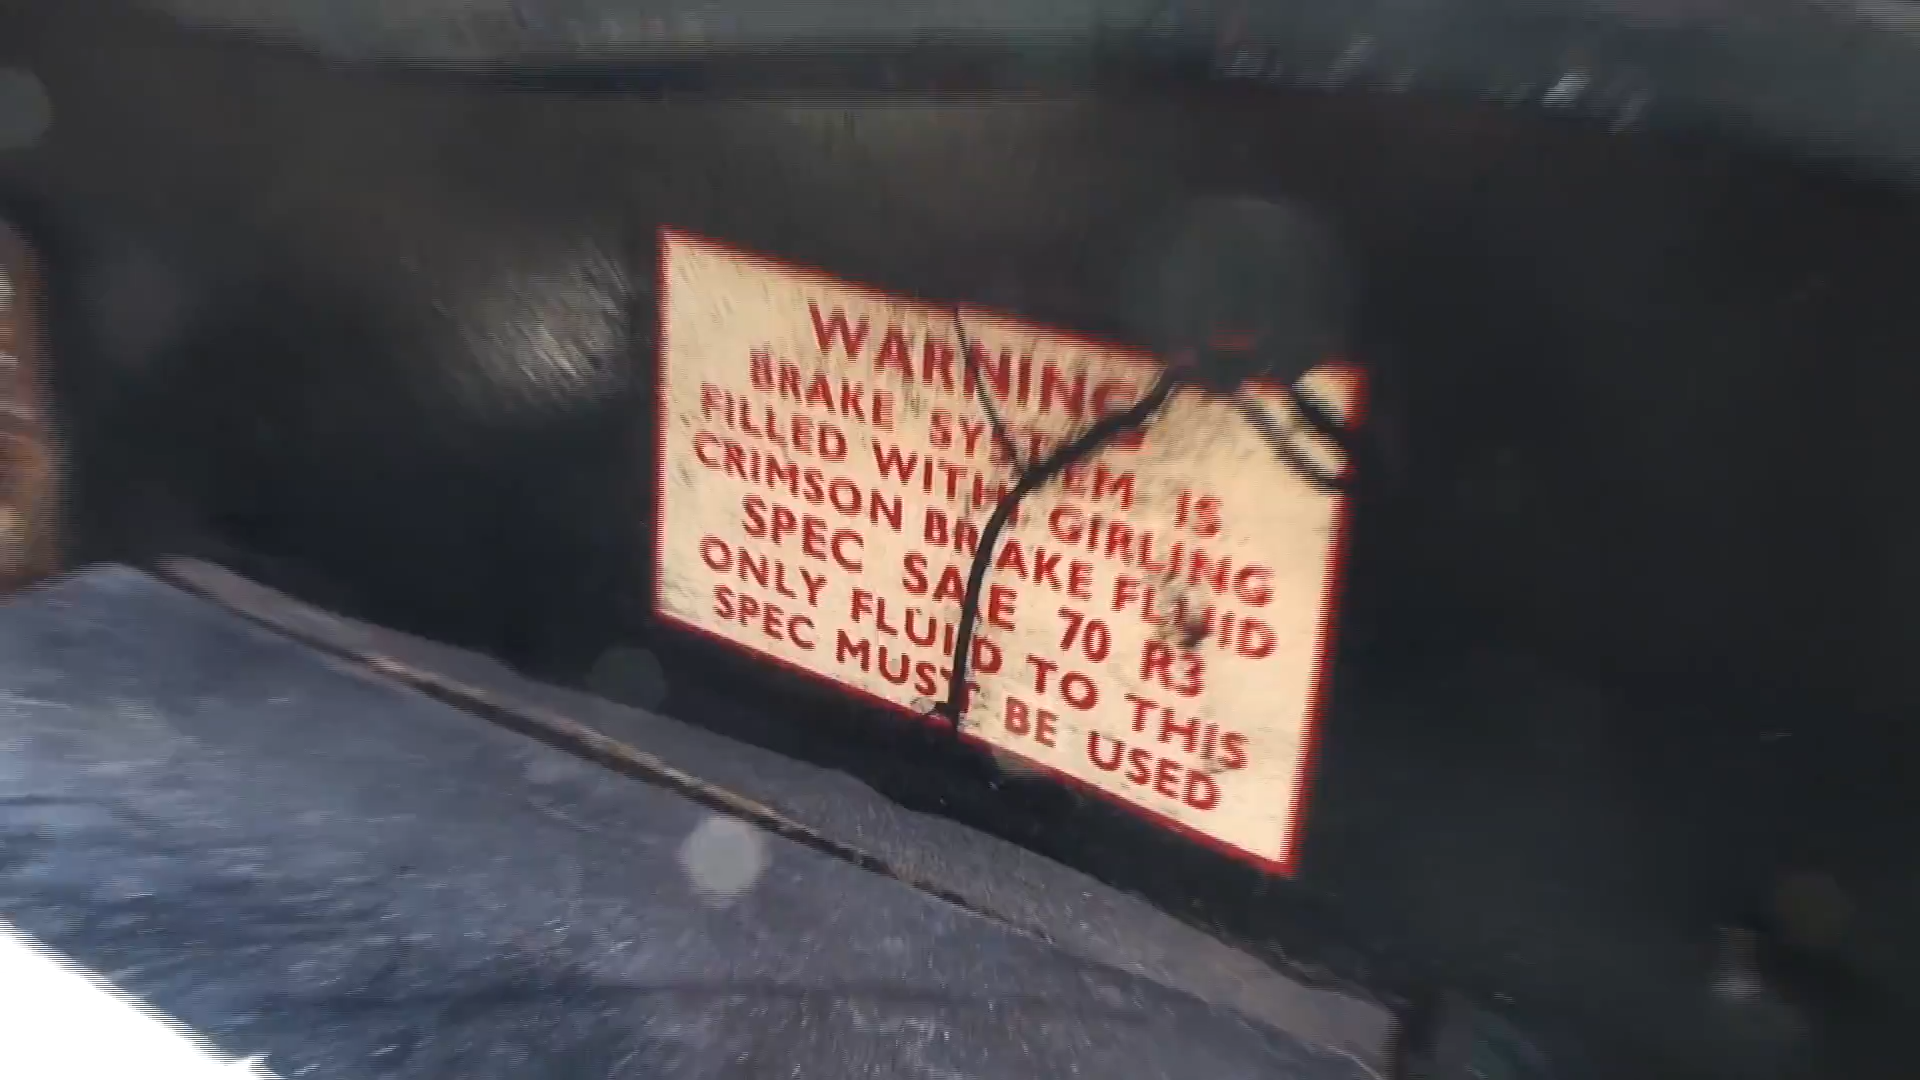 WARNING
BRAKE SYSTEM IS
FILLED WITH GIRLING
CRIMSON BRAKE FLUID
SPEC SAE 70 R3
ONLY FLUID TO THIS
SPEC MUST BE USED